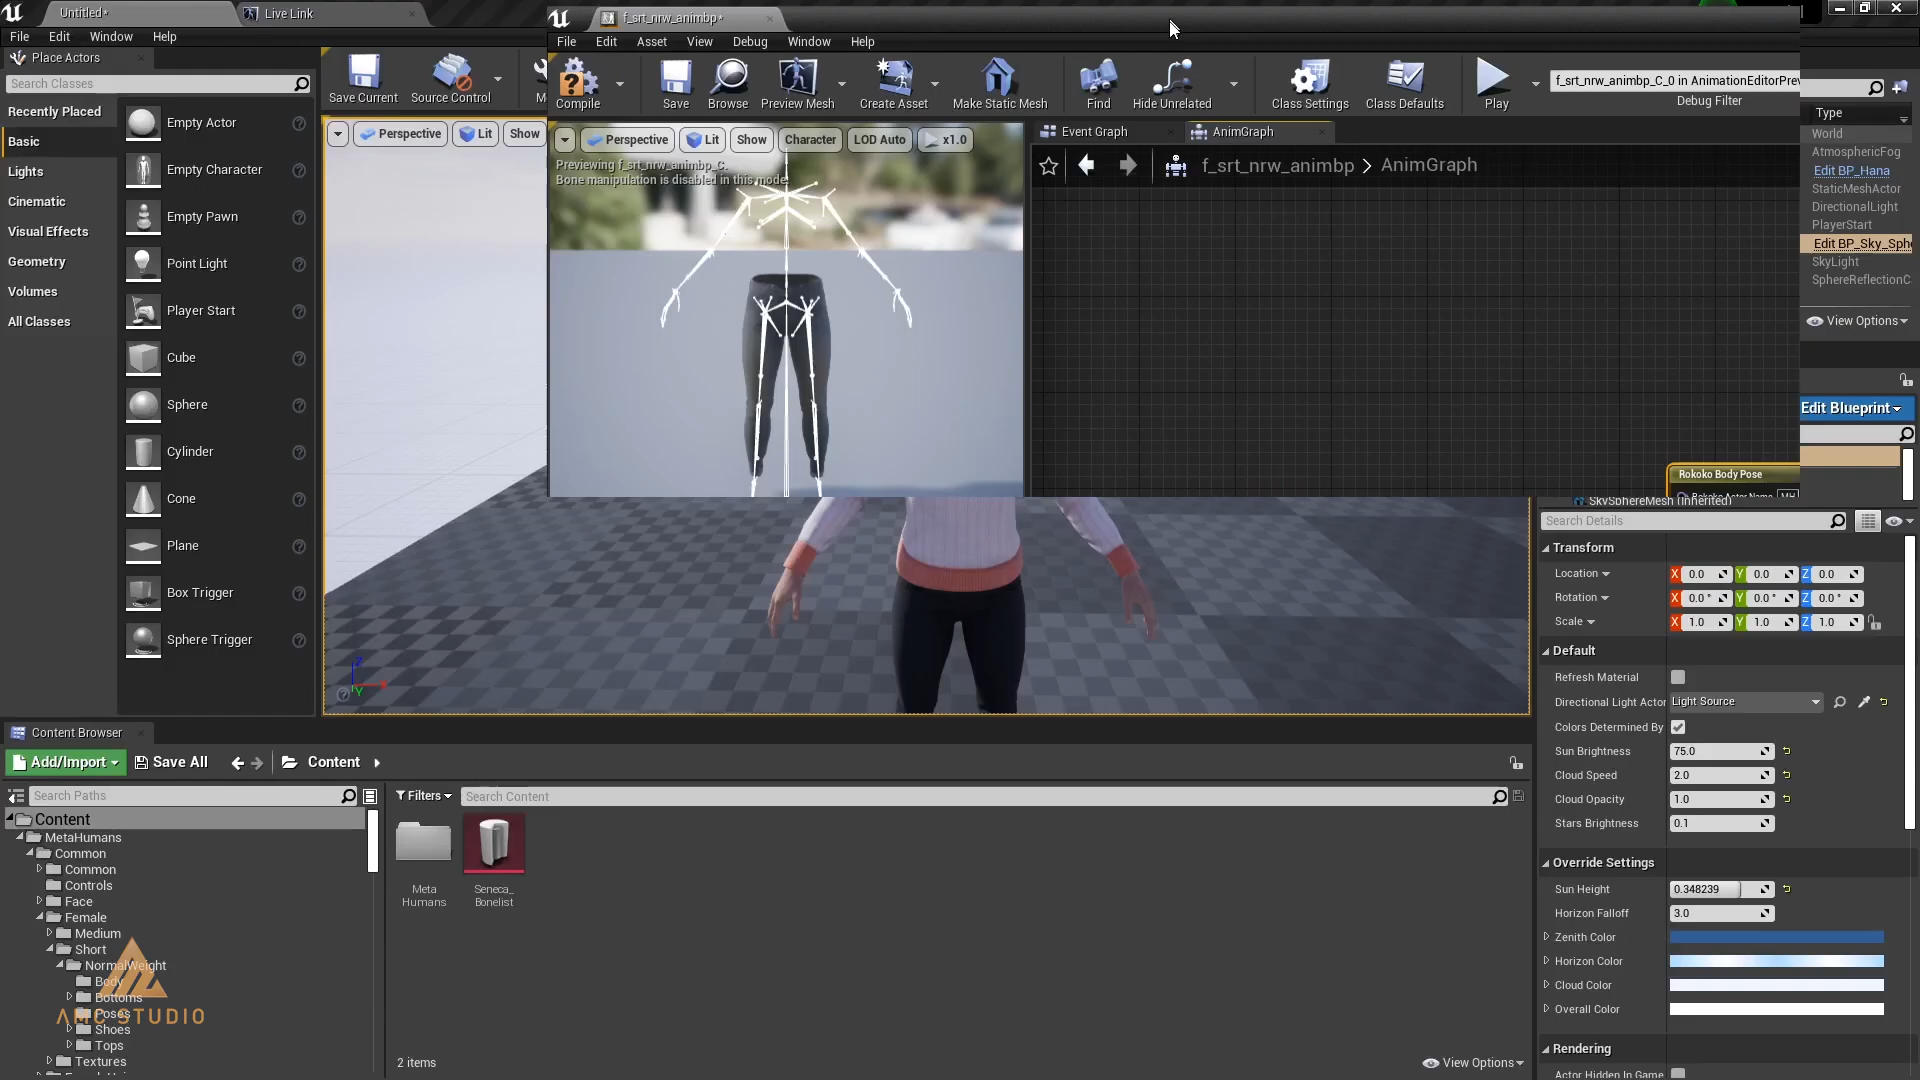 Untitled*
Live Link
File
Edit
Window
Help
Place Actors
Search Classes
Recently Placed
Basic
Lights
Cinematic
Visual Effects
Geometry
Volumes
All Classes
Empty Actor
Empty Character
Empty Pawn
Point Light
Player Start
Cube
Sphere
Cylinder
Cone
Plane
Box Trigger
Sphere Trigger
Save Current
Source Control
Perspective
Lit
Show
f_srt_nrw_animbp*
File
Edit
Asset
View
Debug
Window
Help
Compile
Save
Browse
Preview Mesh
Create Asset
Make Static Mesh
Find
Hide Unrelated
Class Settings
Class Defaults
Play
f_srt_nrw_animbp_C_0 in AnimationEditorPrev
Debug Filter
Perspective
Lit
Show
Character
LOD Auto
x1.0
Previewing f_srt_nrw_animbp_C.
Bone manipulation is disabled in this mode.
Event Graph
AnimGraph
f_srt_nrw_animbp > AnimGraph
Rokoko Body Pose
Rokoko Actor Name
Type
World
AtmosphericFog
Edit BP_Hana
StaticMeshActor
DirectionalLight
PlayerStart
Edit BP_Sky_Sphe
SkyLight
SphereReflectionC
View Options
Edit Blueprint
SkySphereMesh (Inherited)
Search Details
Transform
Location
X 0.0 Y 0.0 Z 0.0
Rotation
X 0.0 ° Y 0.0 ° Z 0.0 °
Scale
X 1.0 Y 1.0 Z 1.0
Default
Refresh Material
Directional Light Actor
Light Source
Colors Determined By
Sun Brightness
75.0
Cloud Speed
2.0
Cloud Opacity
1.0
Stars Brightness
0.1
Override Settings
Sun Height
0.348239
Horizon Falloff
3.0
Zenith Color
Horizon Color
Cloud Color
Overall Color
Rendering
Actor Hidden In Game
Z
Y
Content Browser
Add/Import
Save All
Content
Search Paths
Filters
Search Content
Content
MetaHumans
Common
Common
Controls
Face
Female
Medium
Short
NormalWeight
Body
Bottoms
Poses
Shoes
Tops
Textures
AMC STUDIO
Meta
Humans
Seneca_
Bonelist
2 items
View Options